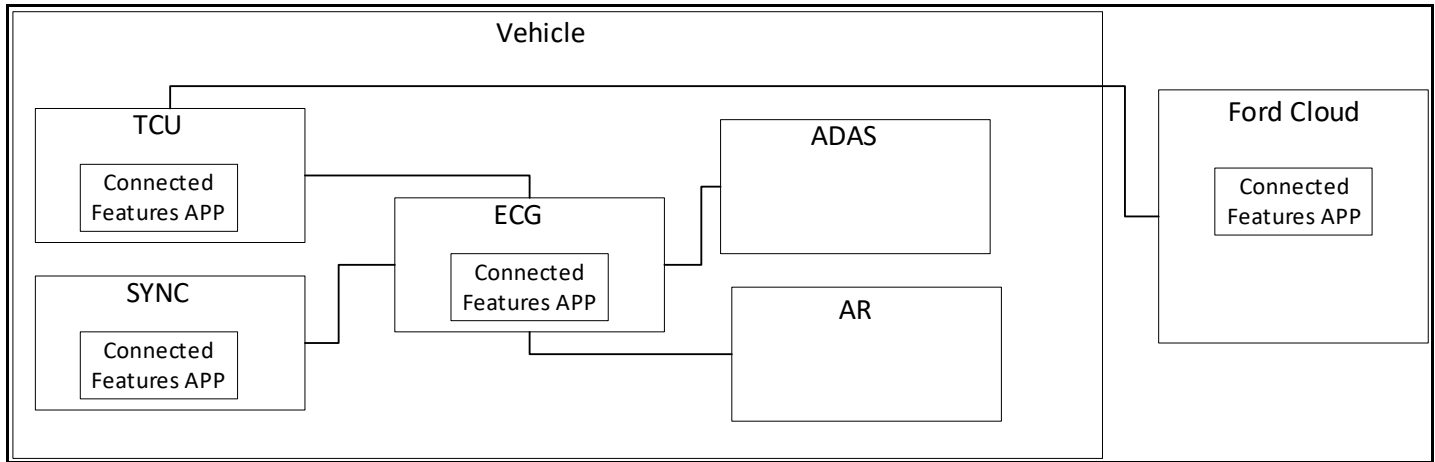 Vehicle
TCU
Connected
Features APP
SYNC
Connected
Features APP
ECG
Connected
Features APP
ADAS
AR
Ford Cloud
Connected
Features APP